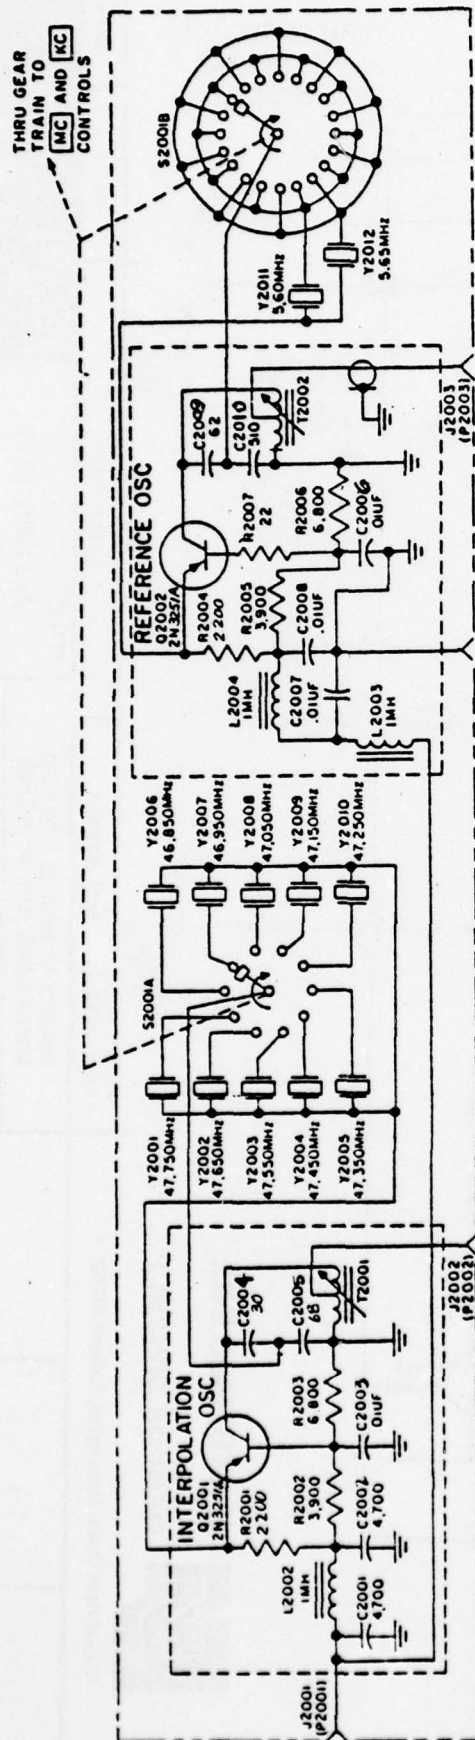 THRU GEAR
TRAIN TO
MC AND KC
CONTROLS
S2001B
Y2011
5.60MHZ
Y2012
5.65MHZ
REFERENCE OSC
Q2002
2N3251A
R2004
2200
R2005
3,900
C2008
.01UF
L2004
1MH
C2007
.01UF
L2003
1MH
R2007
22
R2006
6,800
C2006
.01UF
C2009
62
C2010
510
T2002
J2003
(P2003)
Y2006
46.850MHZ
Y2007
46.950MHZ
Y2008
47.050MHZ
Y2009
47.150MHZ
Y2010
47.250MHZ
S2001A
Y2001
47.750MHZ
Y2002
47.650MHZ
Y2003
47.550MHZ
Y2004
47.450MHZ
Y2005
47.350MHZ
INTERPOLATION
OSC
Q2001
2N3251A
R2001
2200
R2002
3,900
R2003
6,800
C2004
30
C2005
68
T2001
C2003
.01UF
C2002
4,700
C2001
4,700
L2002
1MH
J2001
(P2001)
J2002
(P2002)